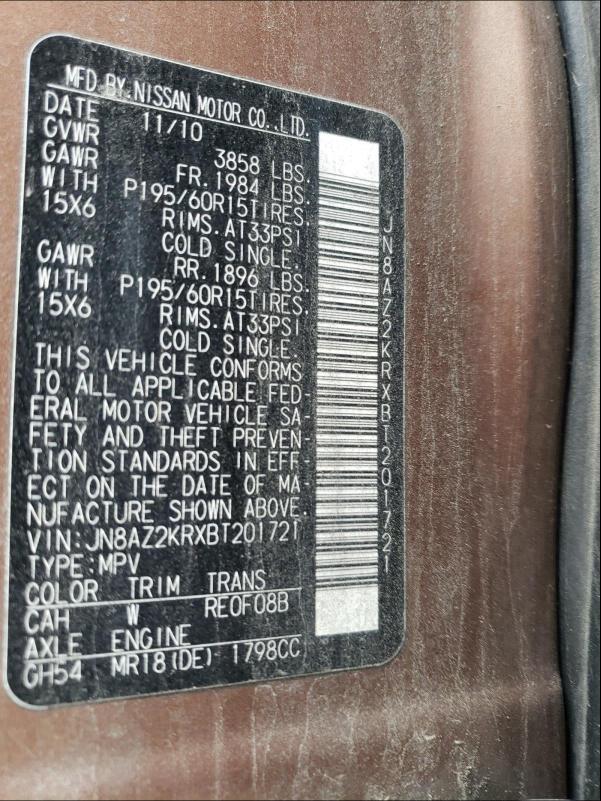 MFD.BY.NISSAN MOTOR CO.,LTD.
DATE 11/10
GVWR 3858 LBS.
GAWR FR.1984 LBS.
WITH P195/60R15TIRES.
15X6 RIMS.AT33PSI
COLD SINGLE.
GAWR RR.1896 LBS.
WITH P195/60R15TIRES.
15X6 RIMS.AT33PSI
COLD SINGLE.
THIS VEHICLE CONFORMS
TO ALL APPLICABLE FED-
ERAL MOTOR VEHICLE SA-
FETY AND THEFT PREVEN-
TION STANDARDS IN EFF-
ECT ON THE DATE OF MA-
NUFACTURE SHOWN ABOVE.
VIN:JN8AZ2KRXBT201721
TYPE:MPV
COLOR TRIM TRANS
CAH W RE0F08B
AXLE ENGINE
GH54 MR18(DE) 1798CC
JN8AZ2KRXBT201721